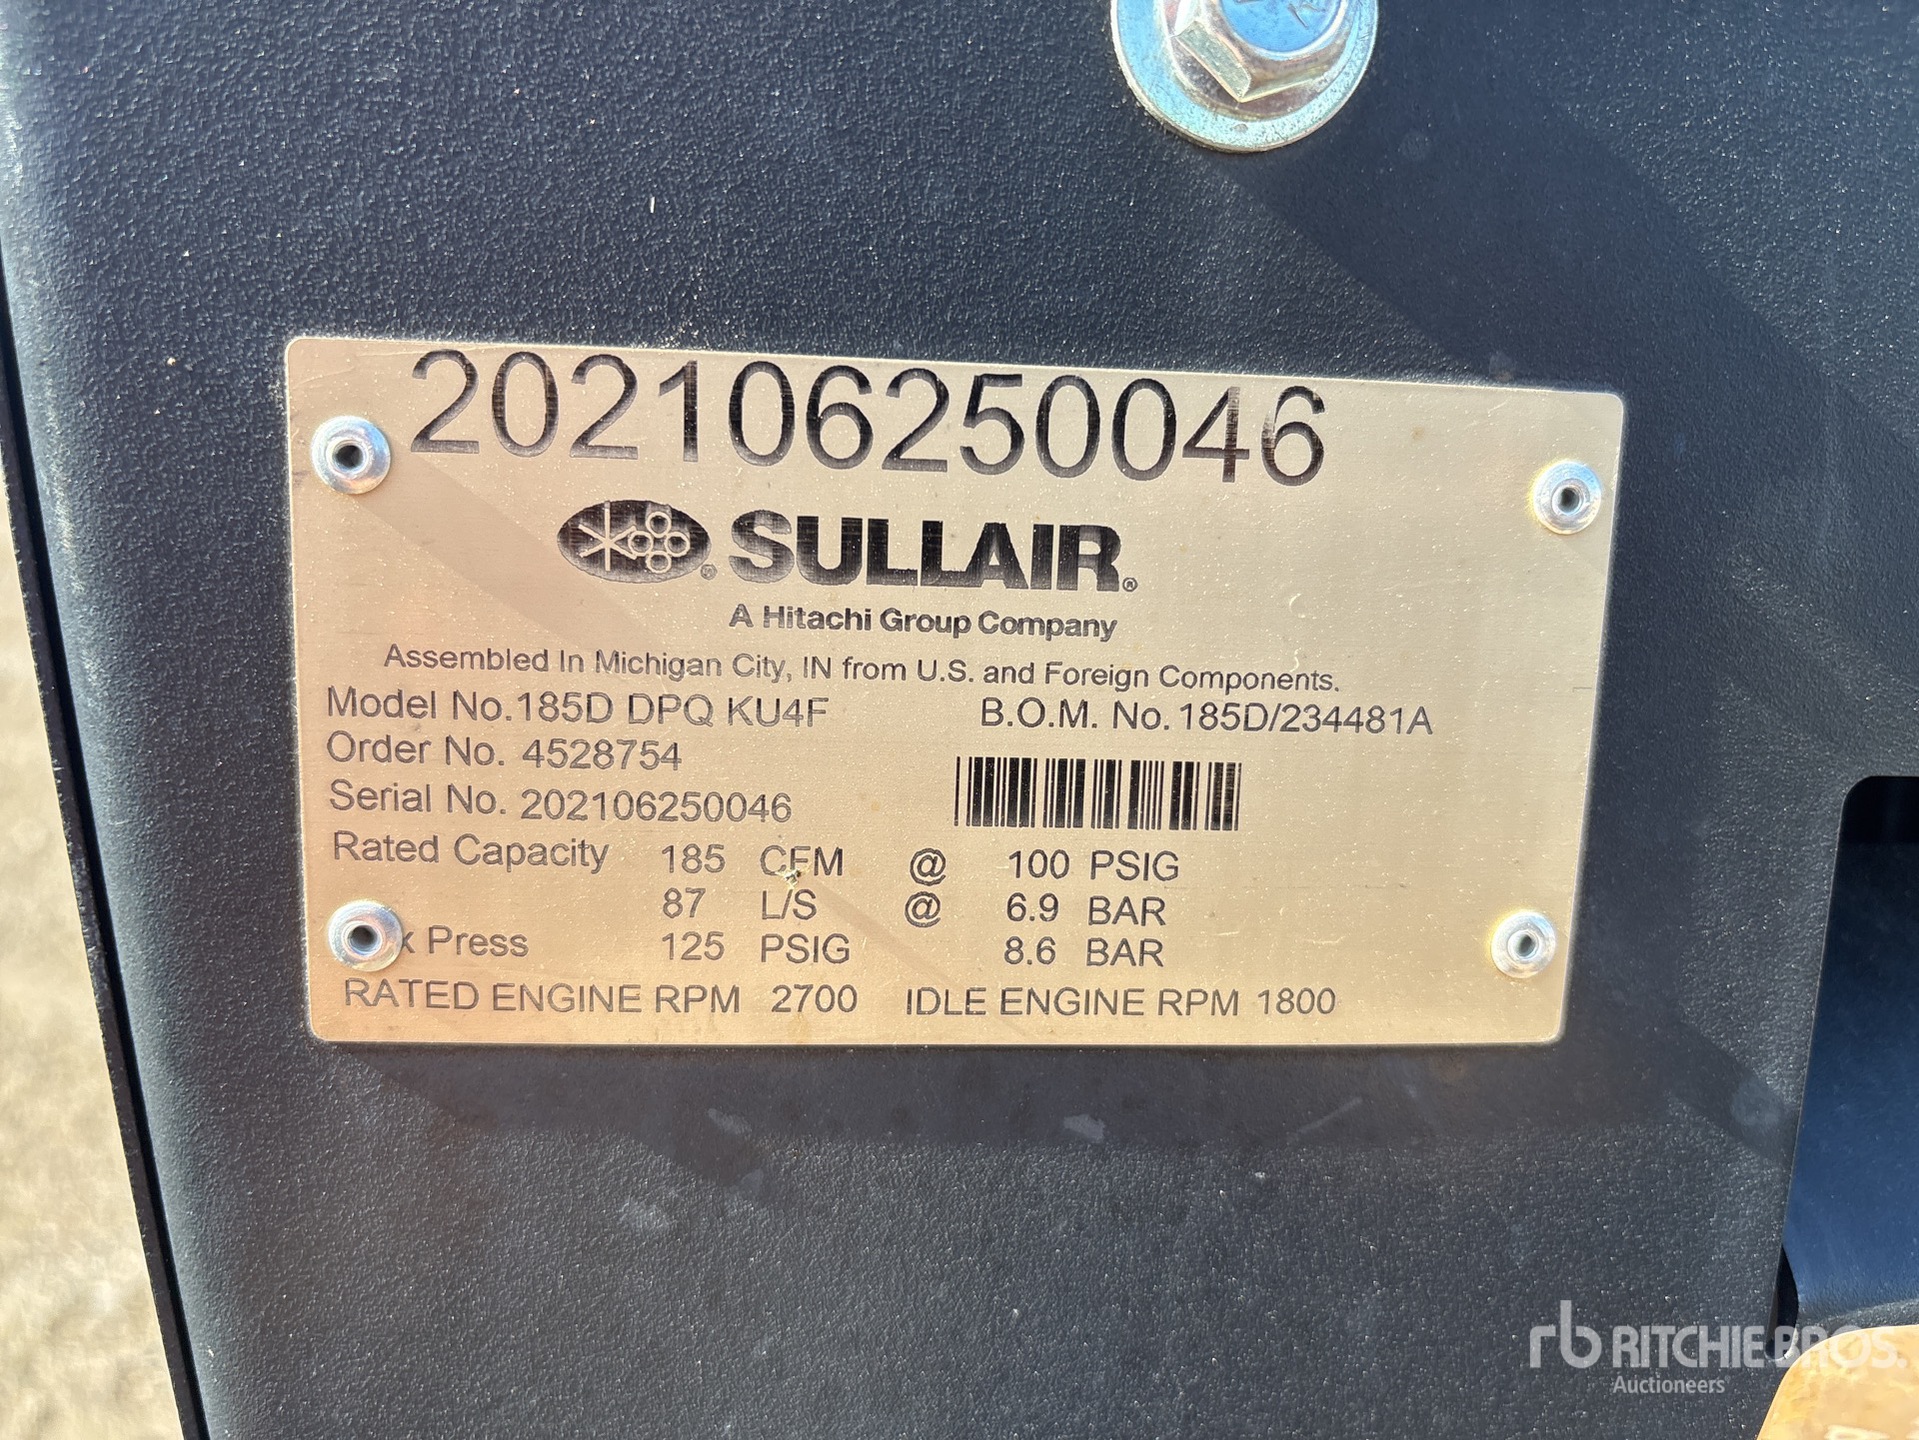 202106250046
SULLAIR®
A Hitachi Group Company
Assembled In Michigan City, IN from U.S. and Foreign Components.
Model No. 185D DPQ KU4F B.O.M. No. 185D/234481A
Order No. 4528754
Serial No. 202106250046
Rated Capacity 185 CFM @ 100 PSIG
87 L/S @ 6.9 BAR
x Press 125 PSIG 8.6 BAR
RATED ENGINE RPM 2700 IDLE ENGINE RPM 1800
rb RITCHIE BROS.
Auctioneers